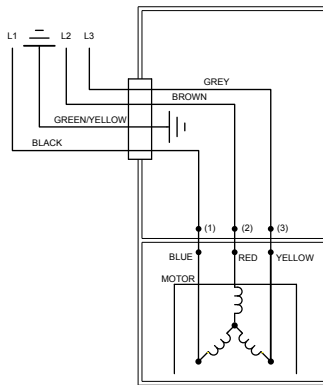 L1 L2 L3
GREY
BROWN
GREEN/YELLOW
BLACK
(1) (2) (3)
BLUE RED YELLOW
MOTOR